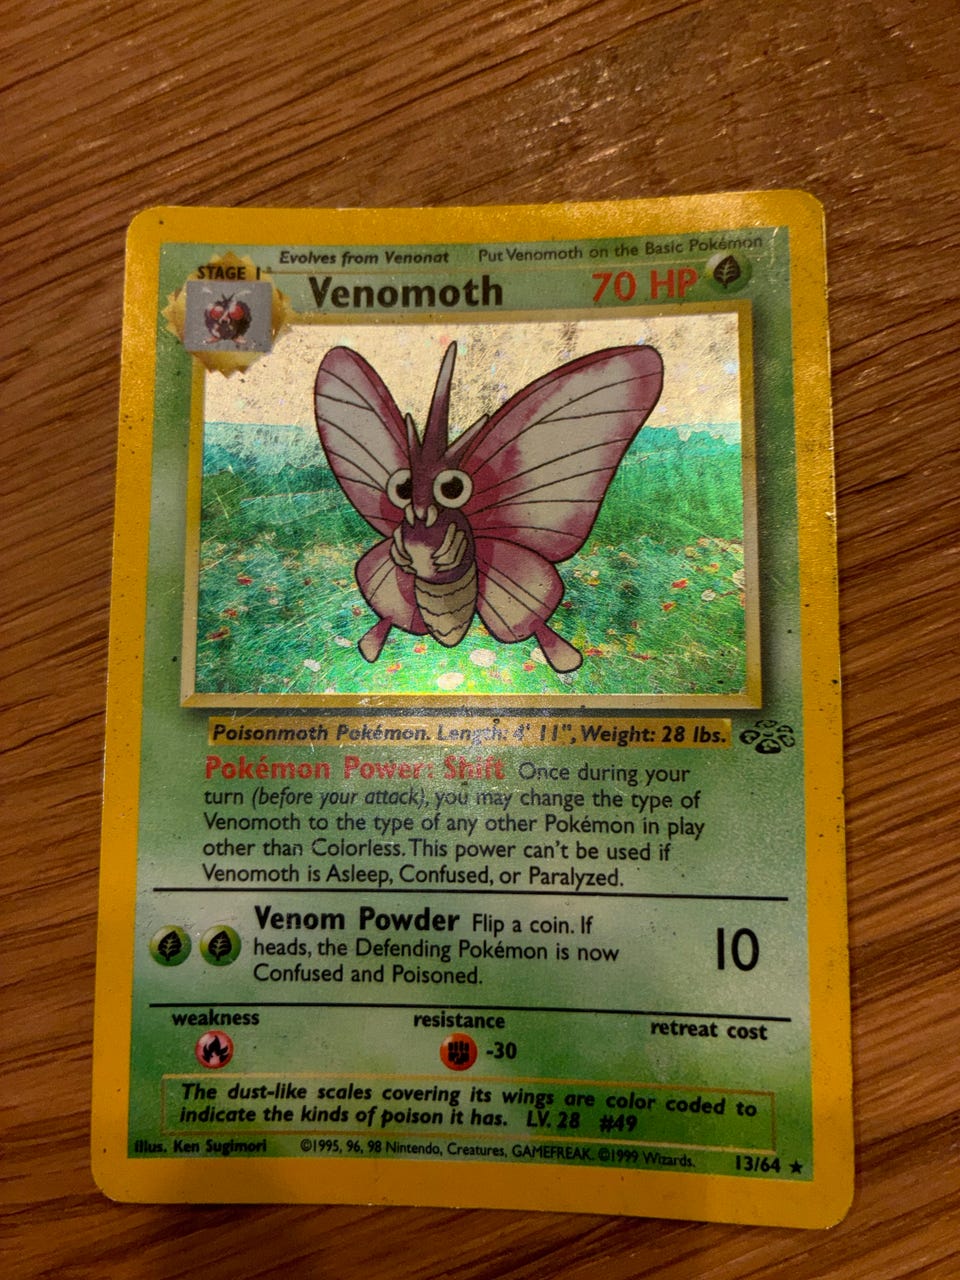 Evolves from Venonat Put Venomoth on the Basic Pokémon
STAGE 1
Venomoth 70 HP
Poisonmoth Pokémon. Length: 4' 11", Weight: 28 lbs.
Pokémon Power: Shift Once during your
turn (before your attack), you may change the type of
Venomoth to the type of any other Pokémon in play
other than Colorless. This power can't be used if
Venomoth is Asleep, Confused, or Paralyzed.
Venom Powder Flip a coin. If
heads, the Defending Pokémon is now
Confused and Poisoned.
10
weakness resistance retreat cost
-30
The dust-like scales covering its wings are color coded to
indicate the kinds of poison it has. LV. 28 #49
Illus. Ken Sugimori ©1995, 96, 98 Nintendo, Creatures, GAMEFREAK. ©1999 Wizards. 13/64 ★